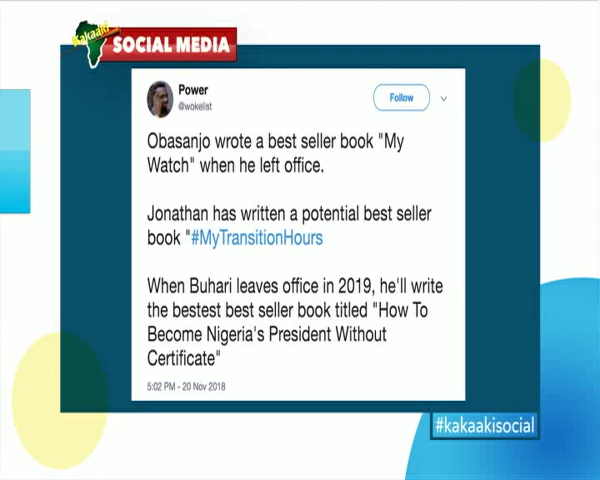 Kakaaki
SOCIAL MEDIA
Power
@wokelist
Follow
Obasanjo wrote a best seller book "My
Watch" when he left office.
Jonathan has written a potential best seller
book "#MyTransitionHours
When Buhari leaves office in 2019, he'll write
the bestest best seller book titled "How To
Become Nigeria's President Without
Certificate"
5:02 PM - 20 Nov 2018
#kakaakisocial